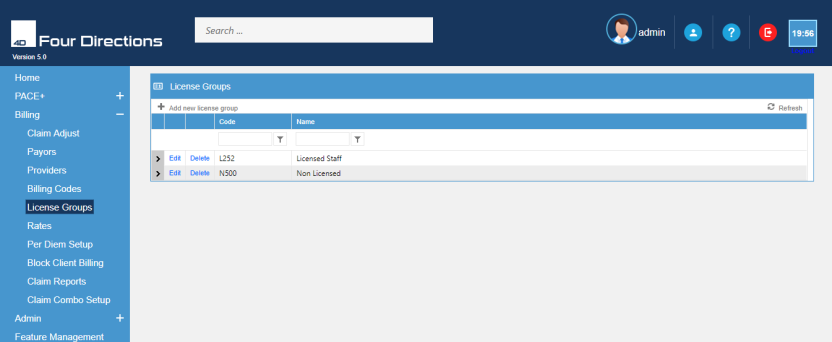 4D Four Directions
Version 5.0
Search ...
admin
?
19:56
Home
PACE+ +
Billing −
Claim Adjust
Payors
Providers
Billing Codes
License Groups
Rates
Per Diem Setup
Block Client Billing
Claim Reports
Claim Combo Setup
Admin +
Feature Management
License Groups
+ Add new license group
Refresh
Code Name
Edit Delete L252 Licensed Staff
Edit Delete N500 Non Licensed